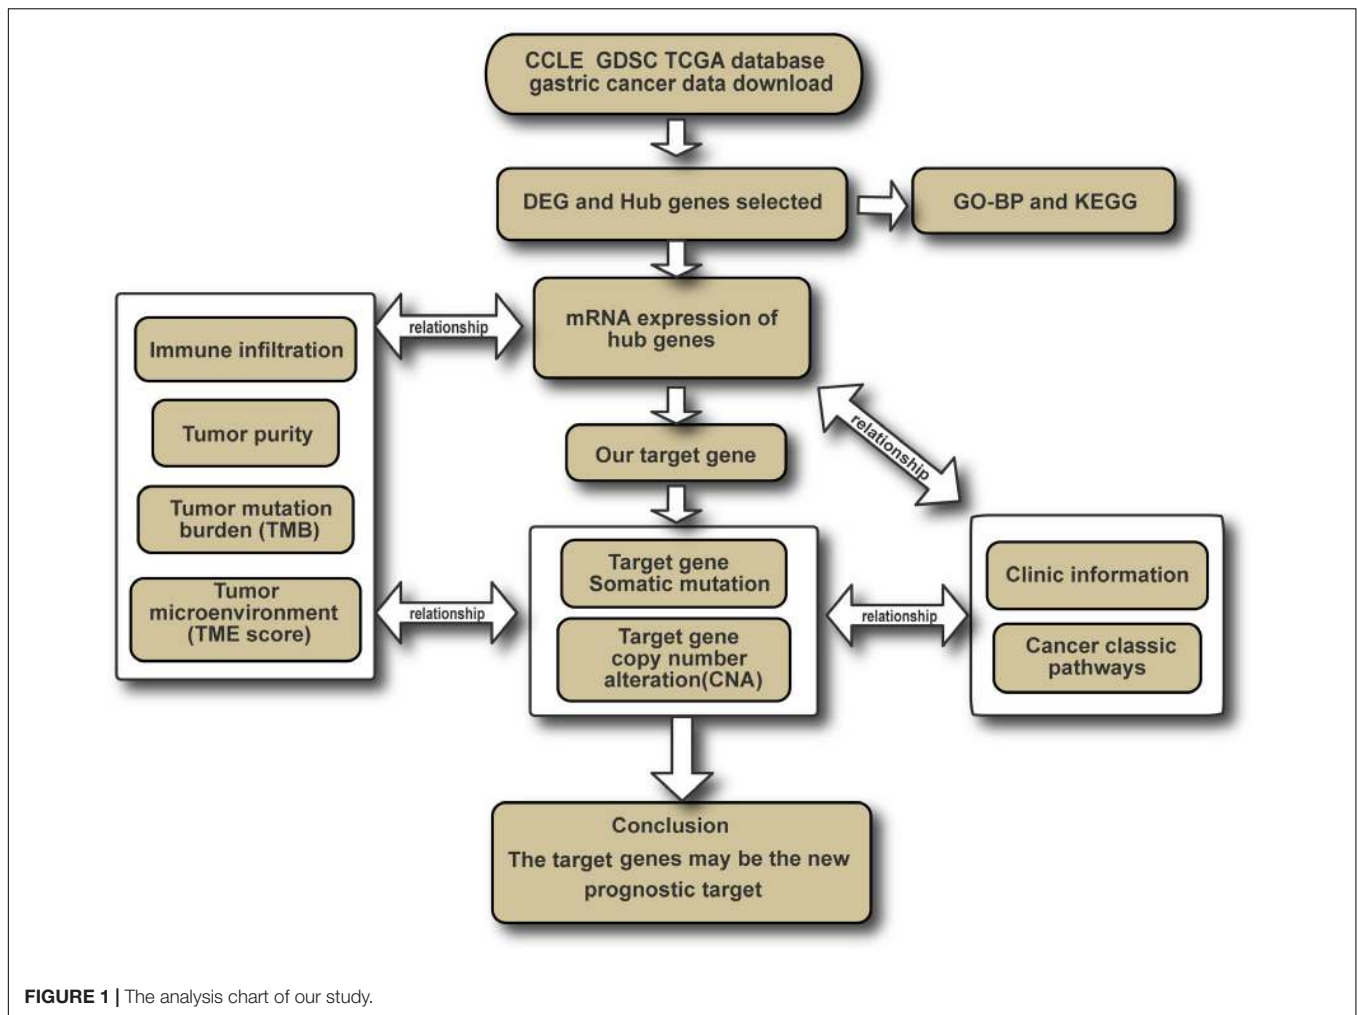 CCLE GDSC TCGA database
gastric cancer data download
DEG and Hub genes selected
GO-BP and KEGG
mRNA expression of
hub genes
relationship
Immune infiltration
Tumor purity
Tumor mutation
burden (TMB)
Tumor
microenvironment
(TME score)
relationship
Our target gene
relationship
Target gene
Somatic mutation
Target gene
copy number
alteration(CNA)
relationship
Clinic information
Cancer classic
pathways
Conclusion
The target genes may be the new
prognostic target
FIGURE 1 | The analysis chart of our study.